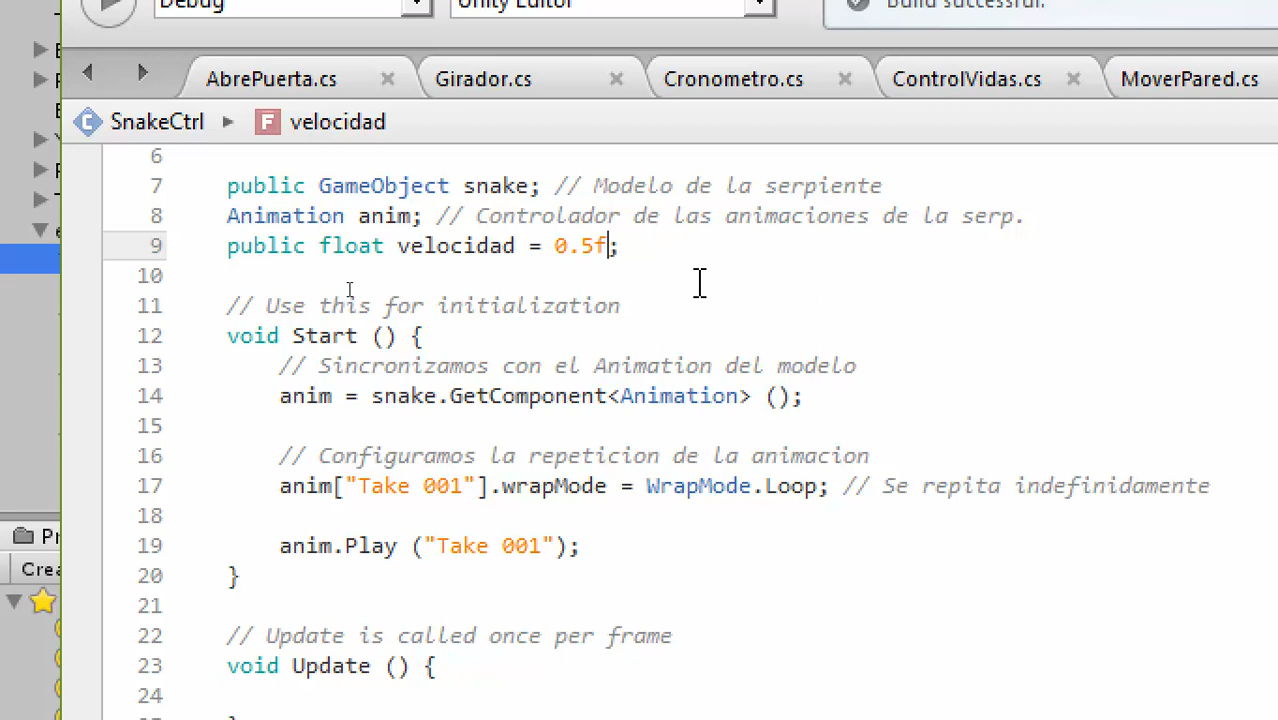 Debug Unity Editor Build successful.
AbrePuerta.cs Girador.cs Cronometro.cs ControlVidas.cs MoverPared.cs
SnakeCtrl velocidad
6
7 public GameObject snake; // Modelo de la serpiente
8 Animation anim; // Controlador de las animaciones de la serp.
9 public float velocidad = 0.5f;
10
11 // Use this for initialization
12 void Start () {
13 // Sincronizamos con el Animation del modelo
14 anim = snake.GetComponent<Animation> ();
15
16 // Configuramos la repeticion de la animacion
17 anim["Take 001"].wrapMode = WrapMode.Loop; // Se repita indefinidamente
18
19 anim.Play ("Take 001");
20 }
21
22 // Update is called once per frame
23 void Update () {
24
Pr
Crea